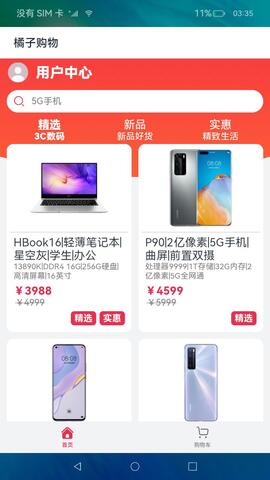 没有 SIM 卡
11%
03:35
橘子购物
用户中心
5G手机
精选
新品
实惠
3C数码
新品好货
精致生活
HBook16|轻薄笔记本|
星空灰|学生|办公
13890K|DDR4 16G|256G硬盘|
高清屏幕|16英寸
￥3988
￥4999
精选
实惠
P90|2亿像素|5G手机|
曲屏|前置双摄
处理器9999|1T存储|32G内存|2
亿像素|5G全网通
￥4599
￥5999
精选
首页
购物车